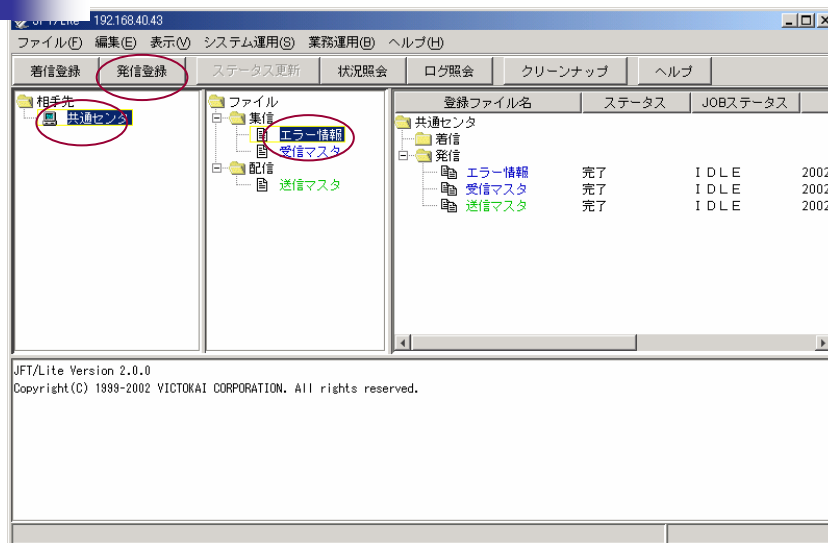 JFT/Lite 192.168.40.43
ファイル(F) 編集(E) 表示(V) システム運用(S) 業務運用(B) ヘルプ(H)
着信登録 発信登録 ステータス更新 状況照会 ログ照会 クリーンナップ ヘルプ
相手先
共通センタ
ファイル
集信
エラー情報
受信マスタ
配信
送信マスタ
登録ファイル名 ステータス JOBステータス
共通センタ
着信
発信
エラー情報 完了 ＩＤＬＥ 2002
受信マスタ 完了 ＩＤＬＥ 2002
送信マスタ 完了 ＩＤＬＥ 2002
JFT/Lite Version 2.0.0
Copyright(C) 1999-2002 VICTOKAI CORPORATION. All rights reserved.